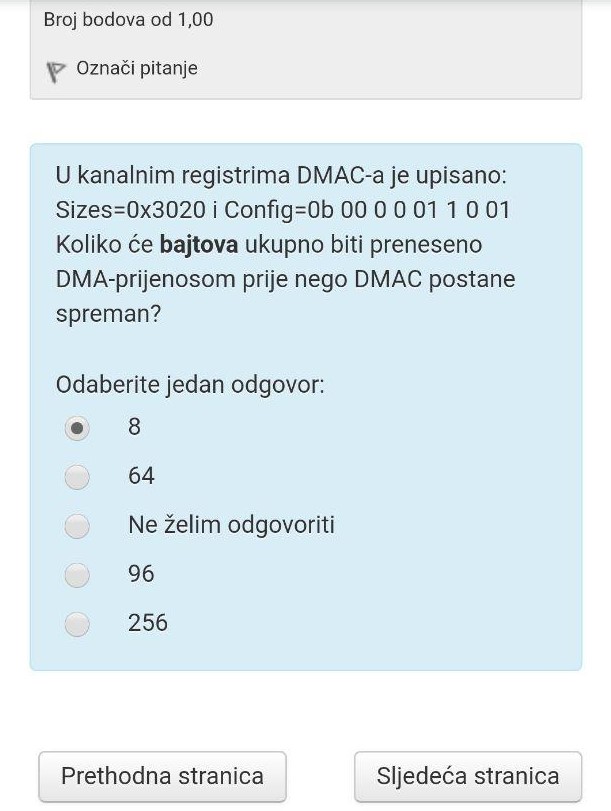 Broj bodova od 1,00
Označi pitanje
U kanalnim registrima DMAC-a je upisano:
Sizes=0x3020 i Config=0b 00 0 0 01 1 0 01
Koliko će bajtova ukupno biti preneseno
DMA-prijenosom prije nego DMAC postane
spreman?
Odaberite jedan odgovor:
8
64
Ne želim odgovoriti
96
256
Prethodna stranica
Sljedeća stranica